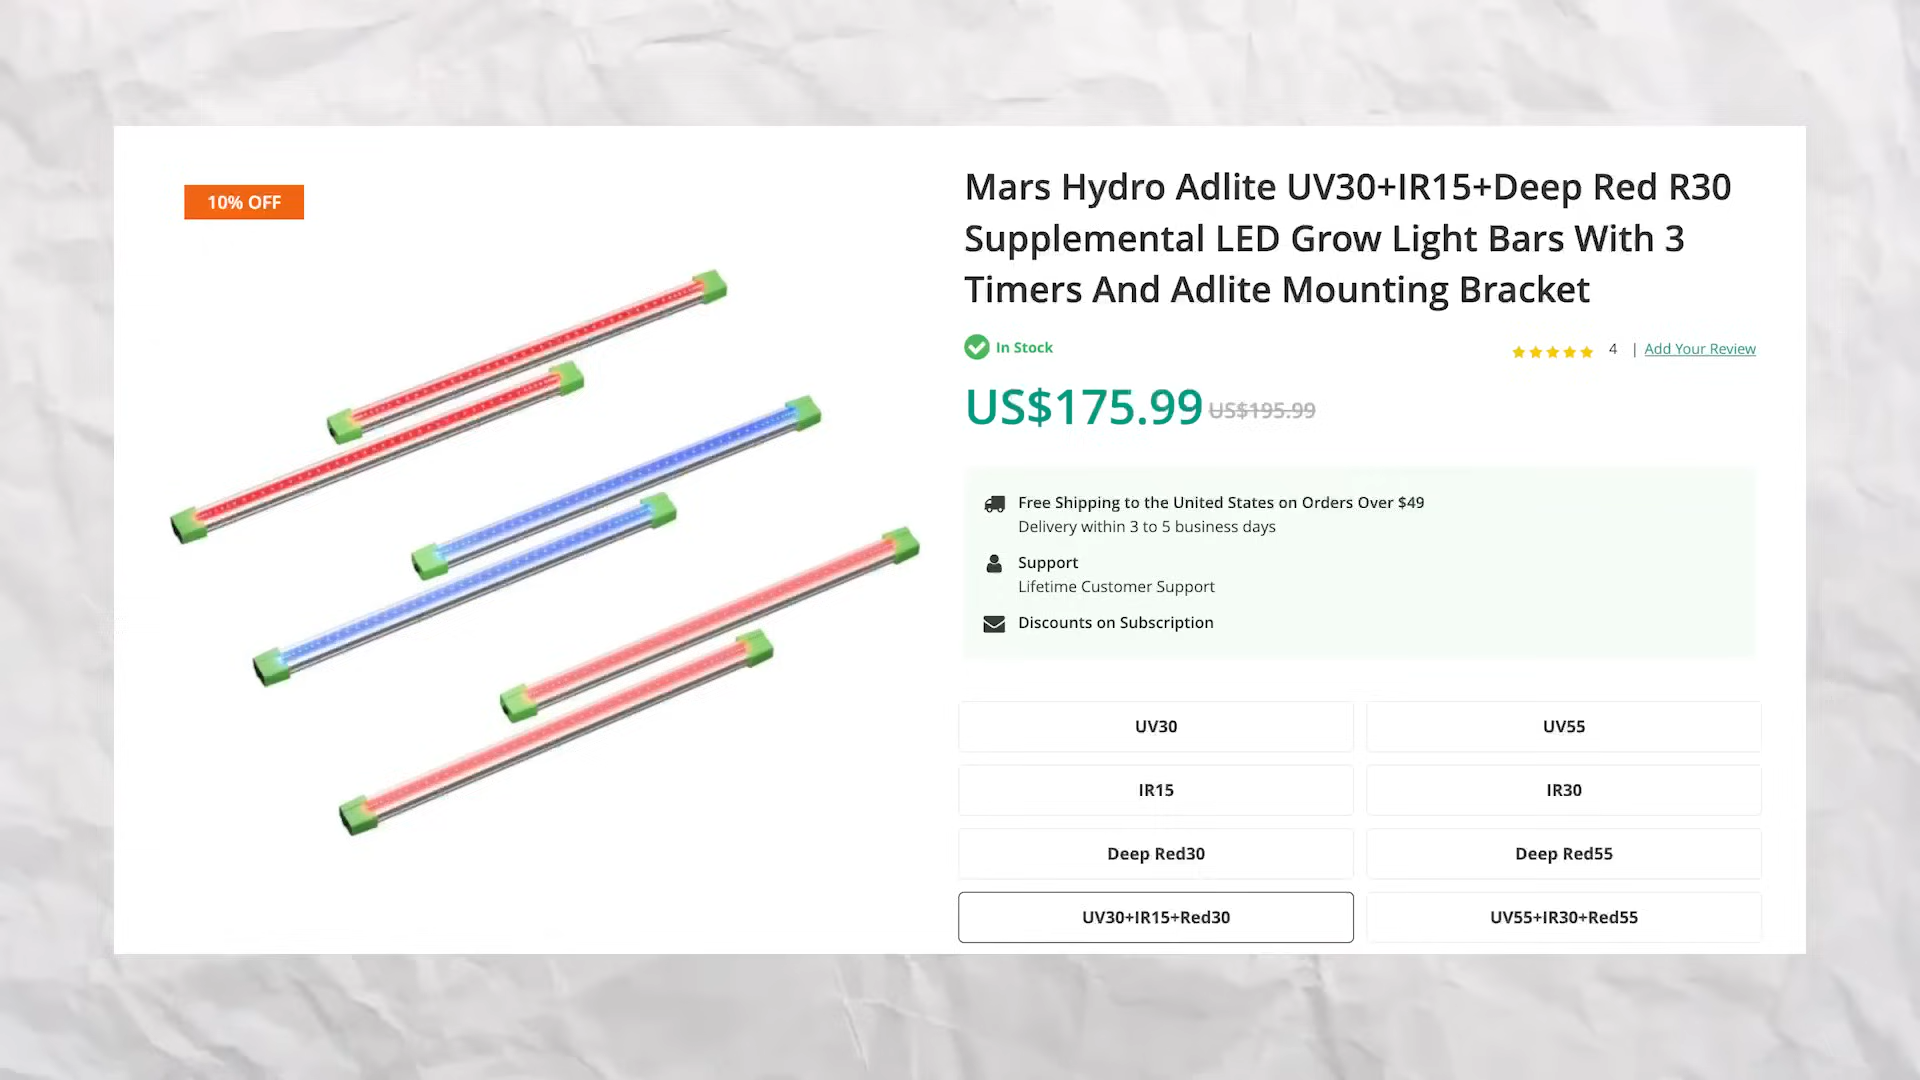 10% OFF
Mars Hydro Adlite UV30+IR15+Deep Red R30
Supplemental LED Grow Light Bars With 3
Timers And Adlite Mounting Bracket
In Stock
4 | Add Your Review
US$175.99 US$195.99
Free Shipping to the United States on Orders Over $49
Delivery within 3 to 5 business days
Support
Lifetime Customer Support
Discounts on Subscription
UV30
UV55
IR15
IR30
Deep Red30
Deep Red55
UV30+IR15+Red30
UV55+IR30+Red55